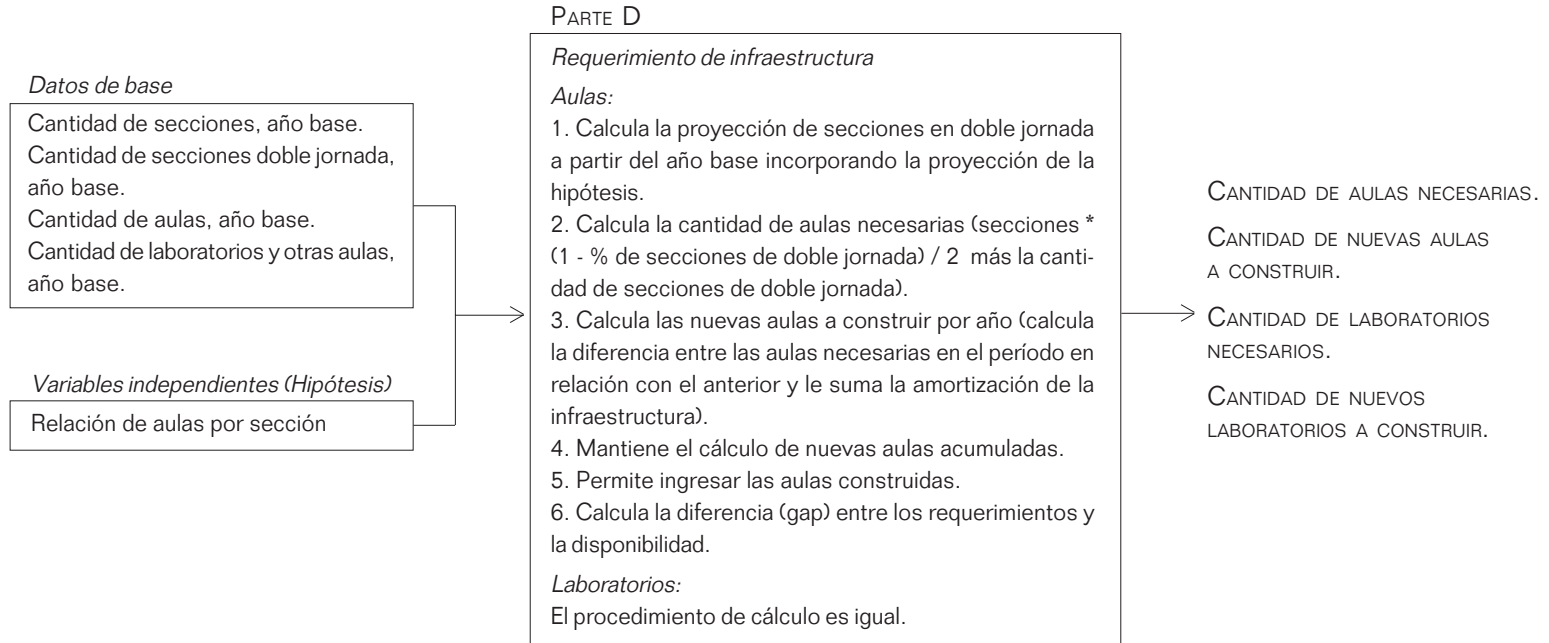 Datos de base
Cantidad de secciones, año base.
Cantidad de secciones doble jornada,
año base.
Cantidad de aulas, año base.
Cantidad de laboratorios y otras aulas,
año base.
Variables independientes (Hipótesis)
Relación de aulas por sección
PARTE D
Requerimiento de infraestructura
Aulas:
1. Calcula la proyección de secciones en doble jornada
a partir del año base incorporando la proyección de la
hipótesis.
2. Calcula la cantidad de aulas necesarias (secciones *
(1 - % de secciones de doble jornada) / 2 más la canti-
dad de secciones de doble jornada).
3. Calcula las nuevas aulas a construir por año (calcula
la diferencia entre las aulas necesarias en el período en
relación con el anterior y le suma la amortización de la
infraestructura).
4. Mantiene el cálculo de nuevas aulas acumuladas.
5. Permite ingresar las aulas construidas.
6. Calcula la diferencia (gap) entre los requerimientos y
la disponibilidad.
Laboratorios:
El procedimiento de cálculo es igual.
CANTIDAD DE AULAS NECESARIAS.
CANTIDAD DE NUEVAS AULAS
A CONSTRUIR.
CANTIDAD DE LABORATORIOS
NECESARIOS.
CANTIDAD DE NUEVOS
LABORATORIOS A CONSTRUIR.